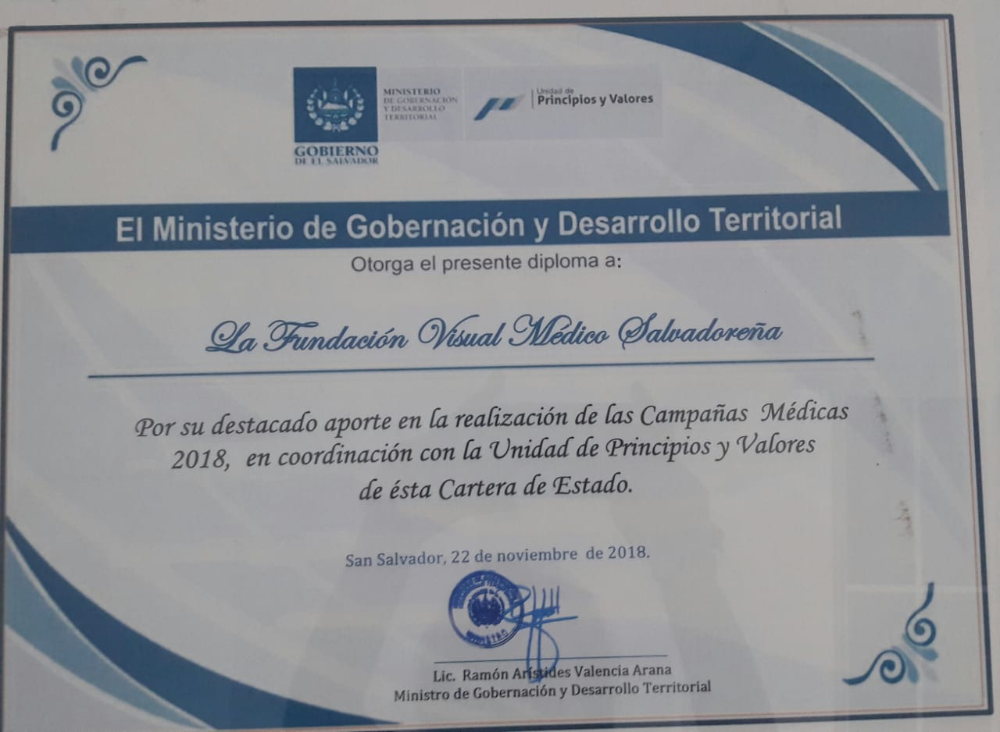 MINISTERIO
DE GOBERNACIÓN
Y DESARROLLO
TERRITORIAL
GOBIERNO
DE EL SALVADOR
Unidad de
Principios y Valores
El Ministerio de Gobernación y Desarrollo Territorial
Otorga el presente diploma a:
La Fundación Visual Médico Salvadoreña
Por su destacado aporte en la realización de las Campañas Médicas
2018, en coordinación con la Unidad de Principios y Valores
de ésta Cartera de Estado.
San Salvador, 22 de noviembre de 2018.
Lic. Ramón Arístides Valencia Arana
Ministro de Gobernación y Desarrollo Territorial